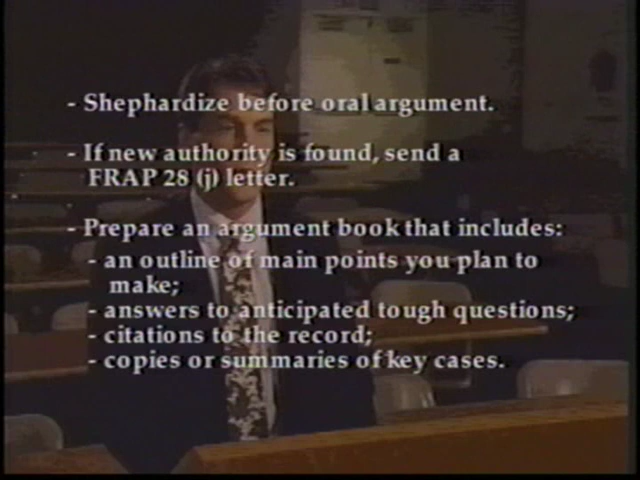 - Shephardize before oral argument.
- If new authority is found, send a
FRAP 28 (j) letter.
- Prepare an argument book that includes:
- an outline of main points you plan to
make;
- answers to anticipated tough questions;
- citations to the record;
- copies or summaries of key cases.